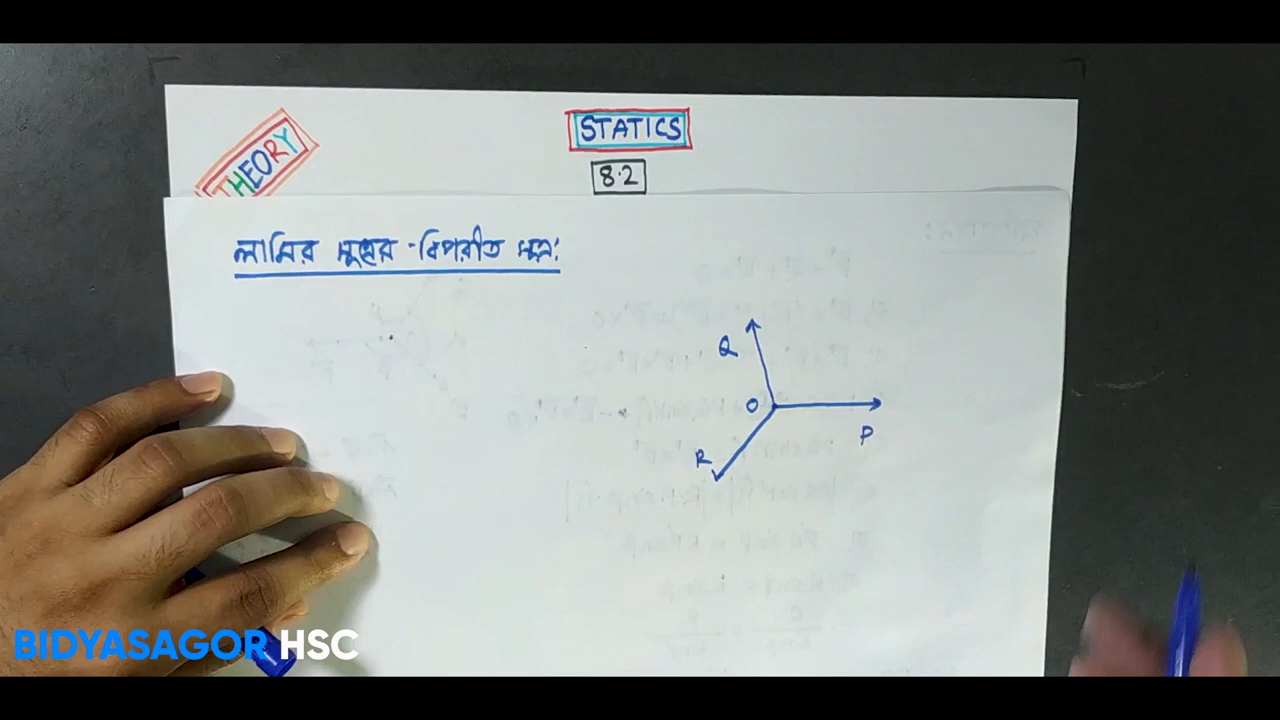 STATICS
THEORY
8.2
লামির সূত্রের বিপরীত সূত্র:
Q
O
P
R
BIDYASAGOR HSC